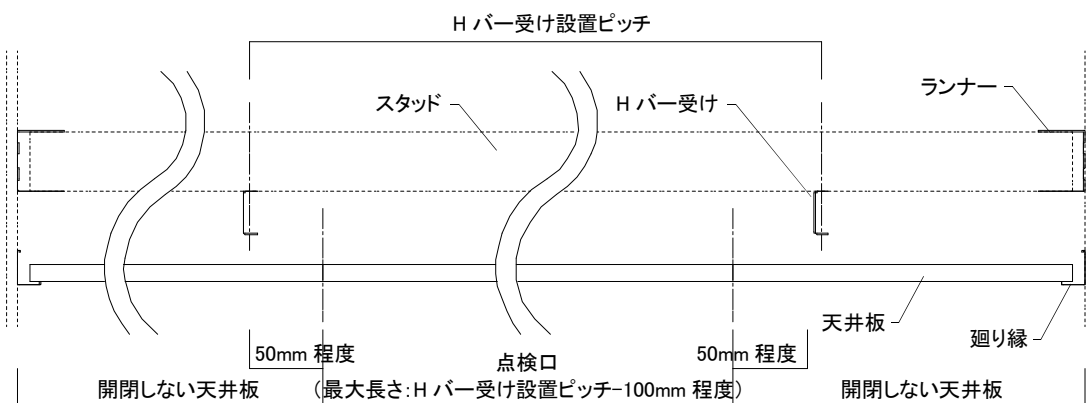 H バー受け設置ピッチ
スタッド
H バー受け
ランナー
天井板
廻り縁
50mm 程度
点検口
50mm 程度
開閉しない天井板
(最大長さ:H バー受け設置ピッチ-100mm 程度)
開閉しない天井板